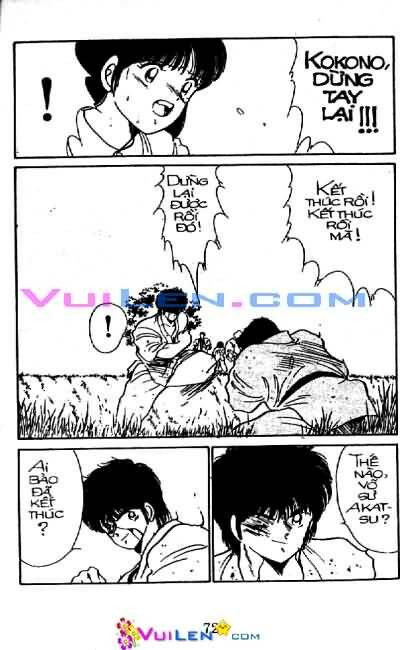 KOKONO,
DỪNG
TAY
LẠI !!!
!
KẾT
THÚC RỒI!
KẾT THÚC
RỒI
MÀ!
DỪNG
LẠI
ĐƯỢC
RỒI
ĐÓ!
!
VUILEN.COM
THẾ
NÀO,
VÕ
SƯ
AKAT-
SU?
AI
BẢO
ĐÃ
KẾT
THÚC
?
72
VUILEN.COM